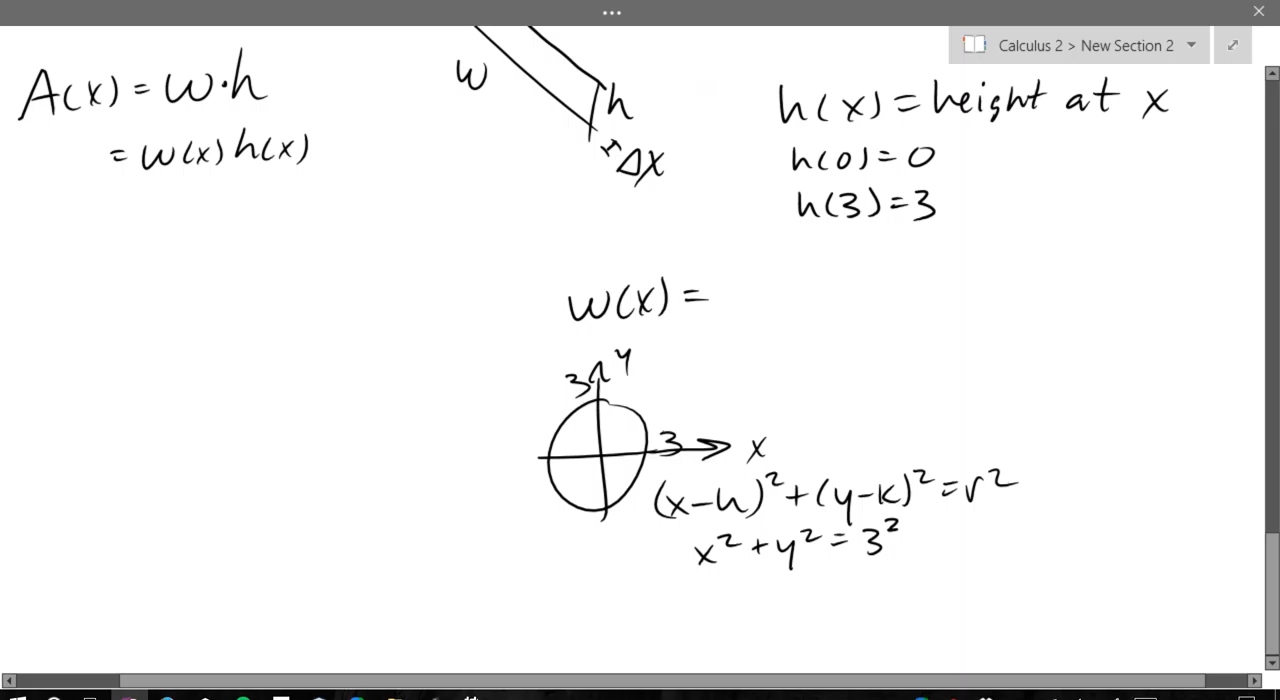 Calculus 2 > New Section 2
A(x) = w·h
= w(x) h(x)
w
h
Δx
h(x) = height at x
h(0) = 0
h(3) = 3
w(x) =
3
y
3
x
(x-h)² + (y-k)² = r²
x² + y² = 3²